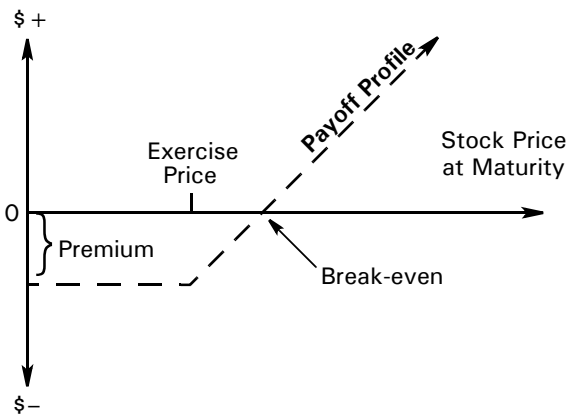 $+
Payoff Profile
Exercise
Price
Stock Price
at Maturity
0
Premium
Break-even
$–